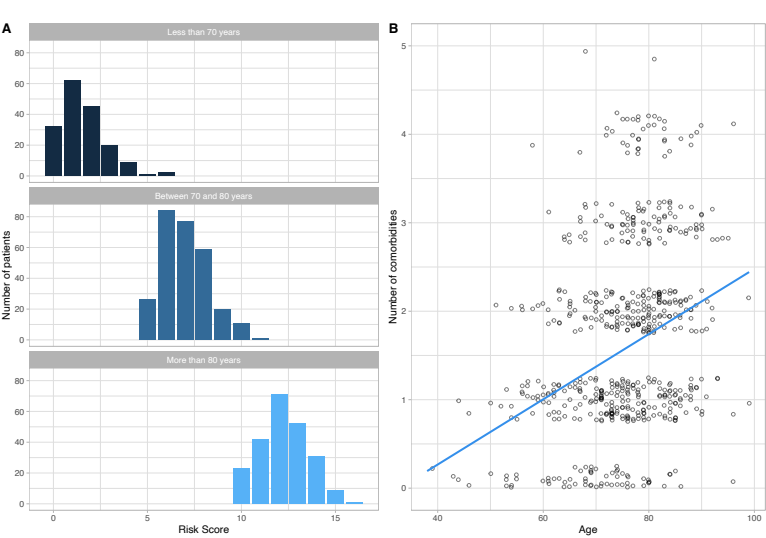 A
Less than 70 years
80
60
40
20
0
Between 70 and 80 years
80
60
40
20
0
More than 80 years
80
60
40
20
0
0 5 10 15
Risk Score
Number of patients
B
5
4
3
2
1
0
40 60 80 100
Age
Number of comorbidities